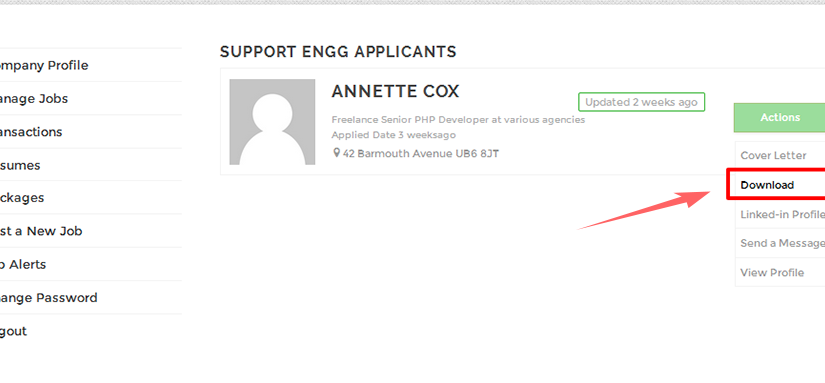 ompany Profile
anage Jobs
ansactions
sumes
ckages
st a New Job
b Alerts
ange Password
gout
SUPPORT ENGG APPLICANTS
ANNETTE COX
Updated 2 weeks ago
Freelance Senior PHP Developer at various agencies
Applied Date 3 weeksago
42 Barmouth Avenue UB6 8JT
Actions
Cover Letter
Download
Linked-in Profile
Send a Message
View Profile